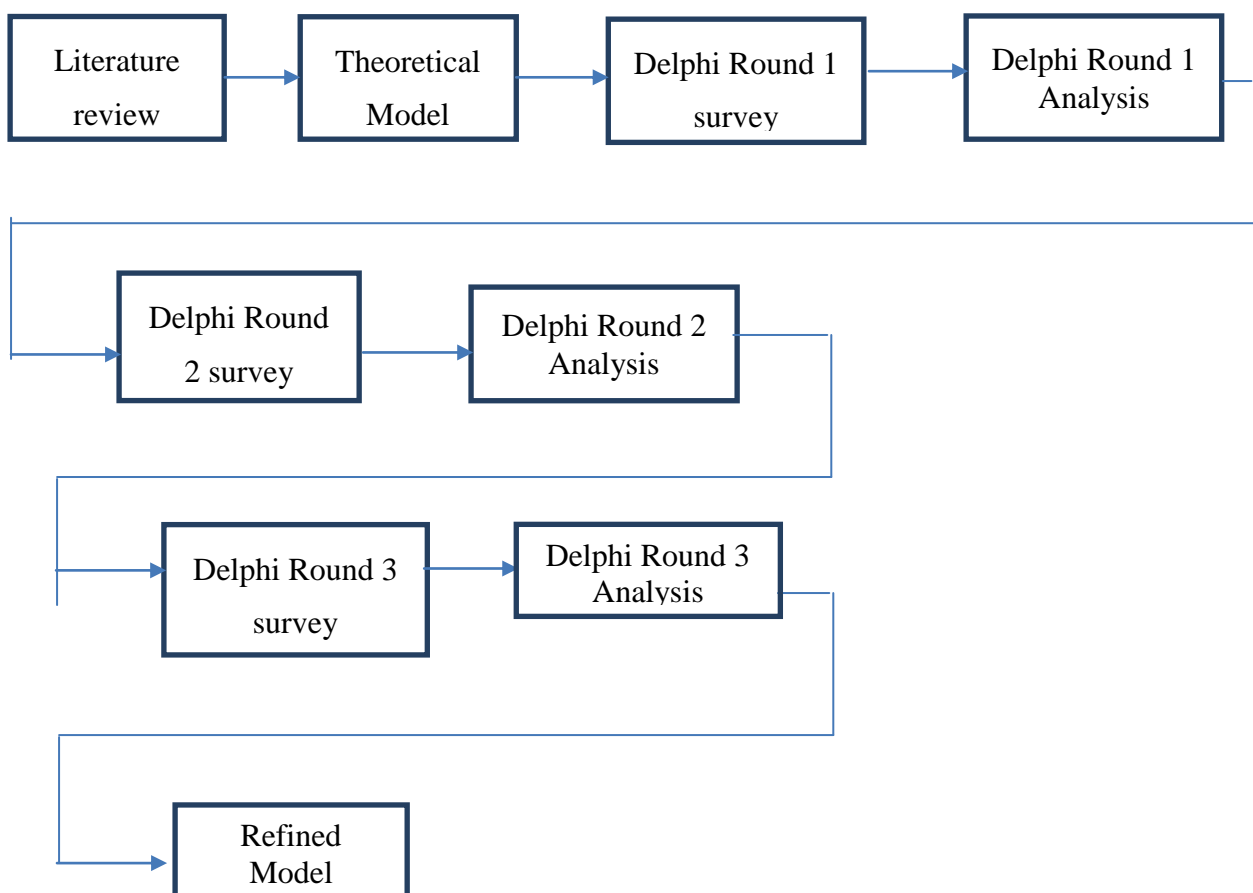 Literature
review
Theoretical
Model
Delphi Round 1
survey
Delphi Round 1
Analysis
Delphi Round
2 survey
Delphi Round 2
Analysis
Delphi Round 3
survey
Delphi Round 3
Analysis
Refined
Model